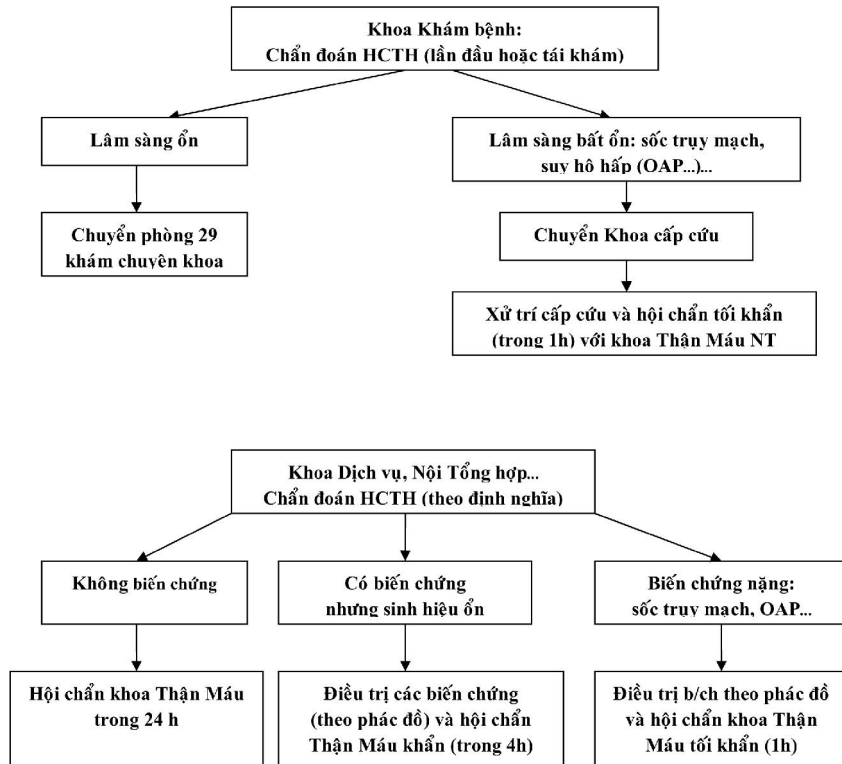 Khoa Khám bệnh:
Chẩn đoán HCTH (lần đầu hoặc tái khám)
Lâm sàng ổn
Lâm sàng bất ổn: sốc trụy mạch,
suy hô hấp (OAP...)...
Chuyển phòng 29
khám chuyên khoa
Chuyển Khoa cấp cứu
Xử trí cấp cứu và hội chẩn tối khẩn
(trong 1h) với khoa Thận Máu NT
Khoa Dịch vụ, Nội Tổng hợp...
Chẩn đoán HCTH (theo định nghĩa)
Không biến chứng
Có biến chứng
nhưng sinh hiệu ổn
Biến chứng nặng:
sốc trụy mạch, OAP...
Hội chẩn khoa Thận Máu
trong 24 h
Điều trị các biến chứng
(theo phác đồ) và hội chẩn
Thận Máu khẩn (trong 4h)
Điều trị b/ch theo phác đồ
và hội chẩn khoa Thận
Máu tối khẩn (1h)